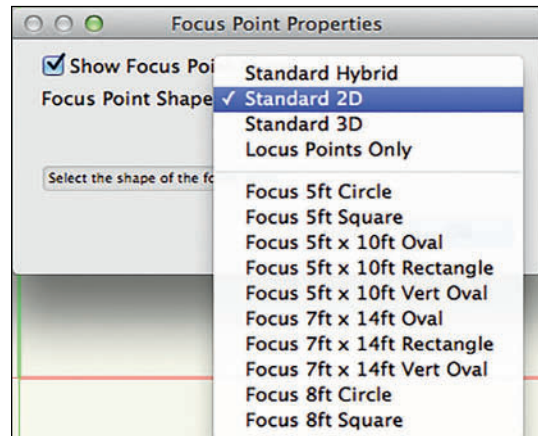 Focus Point Properties
Show Focus Poi
Focus Point Shape
Standard Hybrid
✓ Standard 2D
Standard 3D
Locus Points Only
Select the shape of the fo
Focus 5ft Circle
Focus 5ft Square
Focus 5ft x 10ft Oval
Focus 5ft x 10ft Rectangle
Focus 5ft x 10ft Vert Oval
Focus 7ft x 14ft Oval
Focus 7ft x 14ft Rectangle
Focus 7ft x 14ft Vert Oval
Focus 8ft Circle
Focus 8ft Square